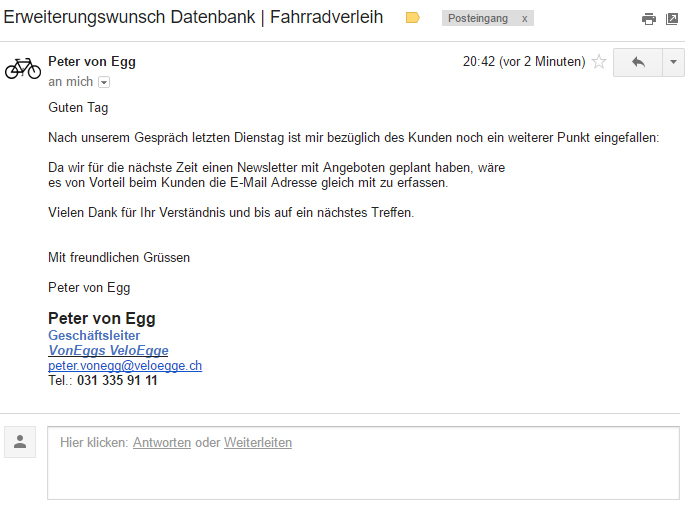 Erweiterungswunsch Datenbank | Fahrradverleih
Posteingang x
Peter von Egg
20:42 (vor 2 Minuten)
an mich
Guten Tag
Nach unserem Gespräch letzten Dienstag ist mir bezüglich des Kunden noch ein weiterer Punkt eingefallen:
Da wir für die nächste Zeit einen Newsletter mit Angeboten geplant haben, wäre
es von Vorteil beim Kunden die E-Mail Adresse gleich mit zu erfassen.
Vielen Dank für Ihr Verständnis und bis auf ein nächstes Treffen.
Mit freundlichen Grüssen
Peter von Egg
Peter von Egg
Geschäftsleiter
VonEggs VeloEgge
peter.vonegg@veloegge.ch
Tel.: 031 335 91 11
Hier klicken: Antworten oder Weiterleiten